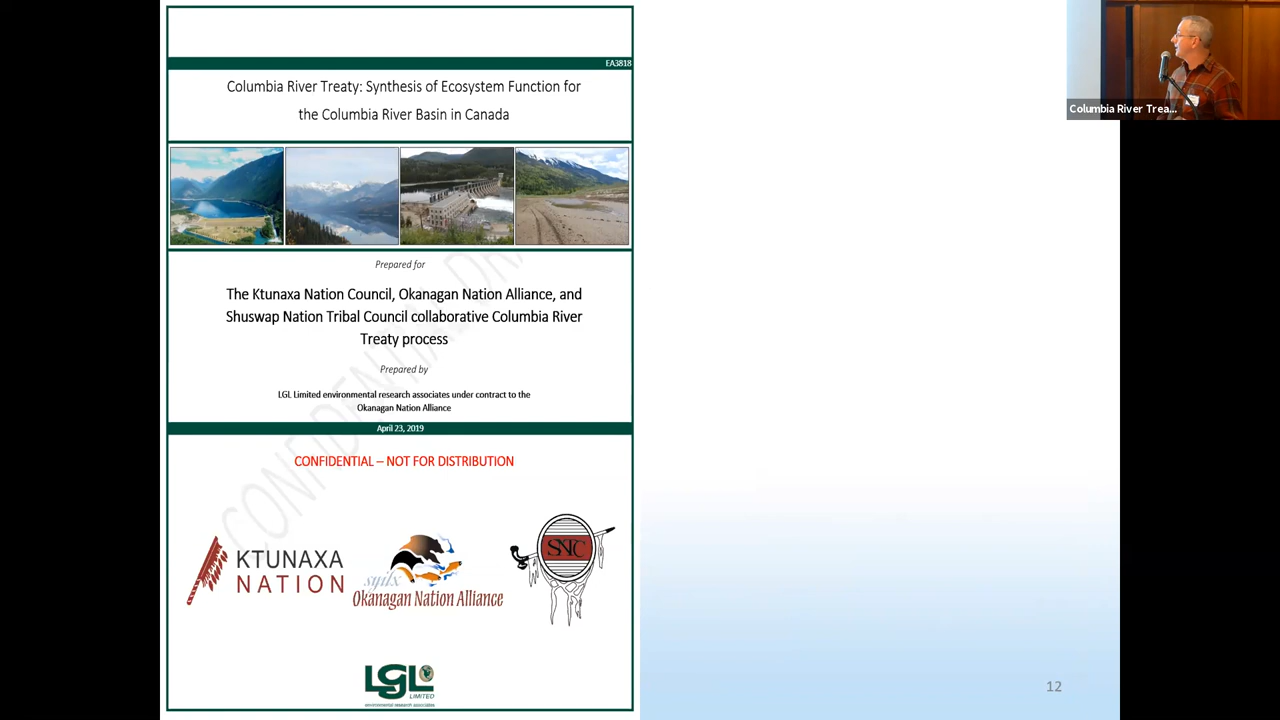 EA3818
Columbia River Treaty: Synthesis of Ecosystem Function for
the Columbia River Basin in Canada
Prepared for
The Ktunaxa Nation Council, Okanagan Nation Alliance, and
Shuswap Nation Tribal Council collaborative Columbia River
Treaty process
Prepared by
LGL Limited environmental research associates under contract to the
Okanagan Nation Alliance
April 23, 2019
CONFIDENTIAL – NOT FOR DISTRIBUTION
CONFIDENTIAL DRA
KTUNAXA
NATION
syilx
Okanagan Nation Alliance
SNTC
LGL
LIMITED
environmental research associates
12
Columbia River Trea...